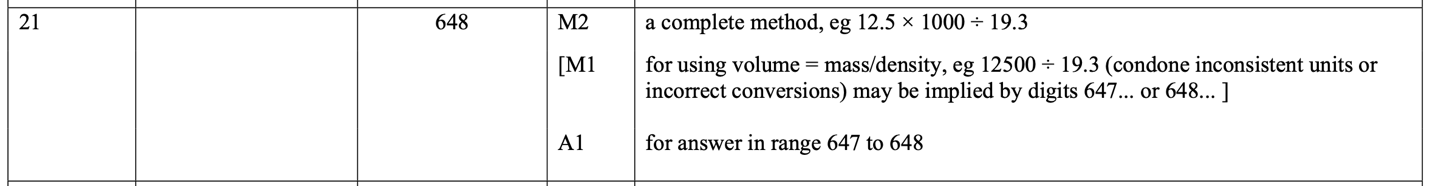 21 648 M2 a complete method, eg 12.5 × 1000 ÷ 19.3
[M1 for using volume = mass/density, eg 12500 ÷ 19.3 (condone inconsistent units or
incorrect conversions) may be implied by digits 647... or 648... ]
A1 for answer in range 647 to 648